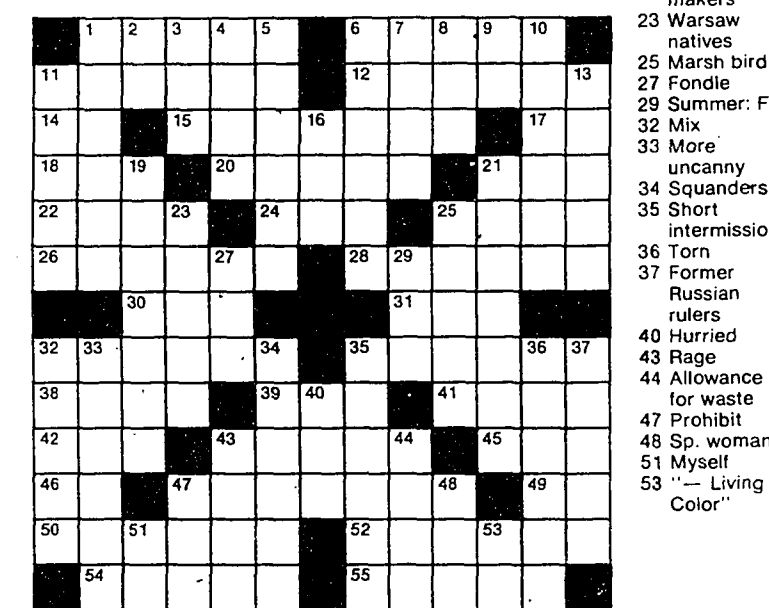 1 2 3 4 5 6 7 8 9 10
11 12 13
14 15 16 17
18 19 20 21
22 23 24 25
26 27 28 29
30 31
32 33 34 35 36 37
38 39 40 41
42 43 44 45
46 47 48 49
50 51 52 53
54 55
makers
23 Warsaw
natives
25 Marsh bird
27 Fondle
29 Summer: F
32 Mix
33 More
uncanny
34 Squanders
35 Short
intermissio
36 Torn
37 Former
Russian
rulers
40 Hurried
43 Rage
44 Allowance
for waste
47 Prohibit
48 Sp. woman
51 Myself
53 "— Living
Color"